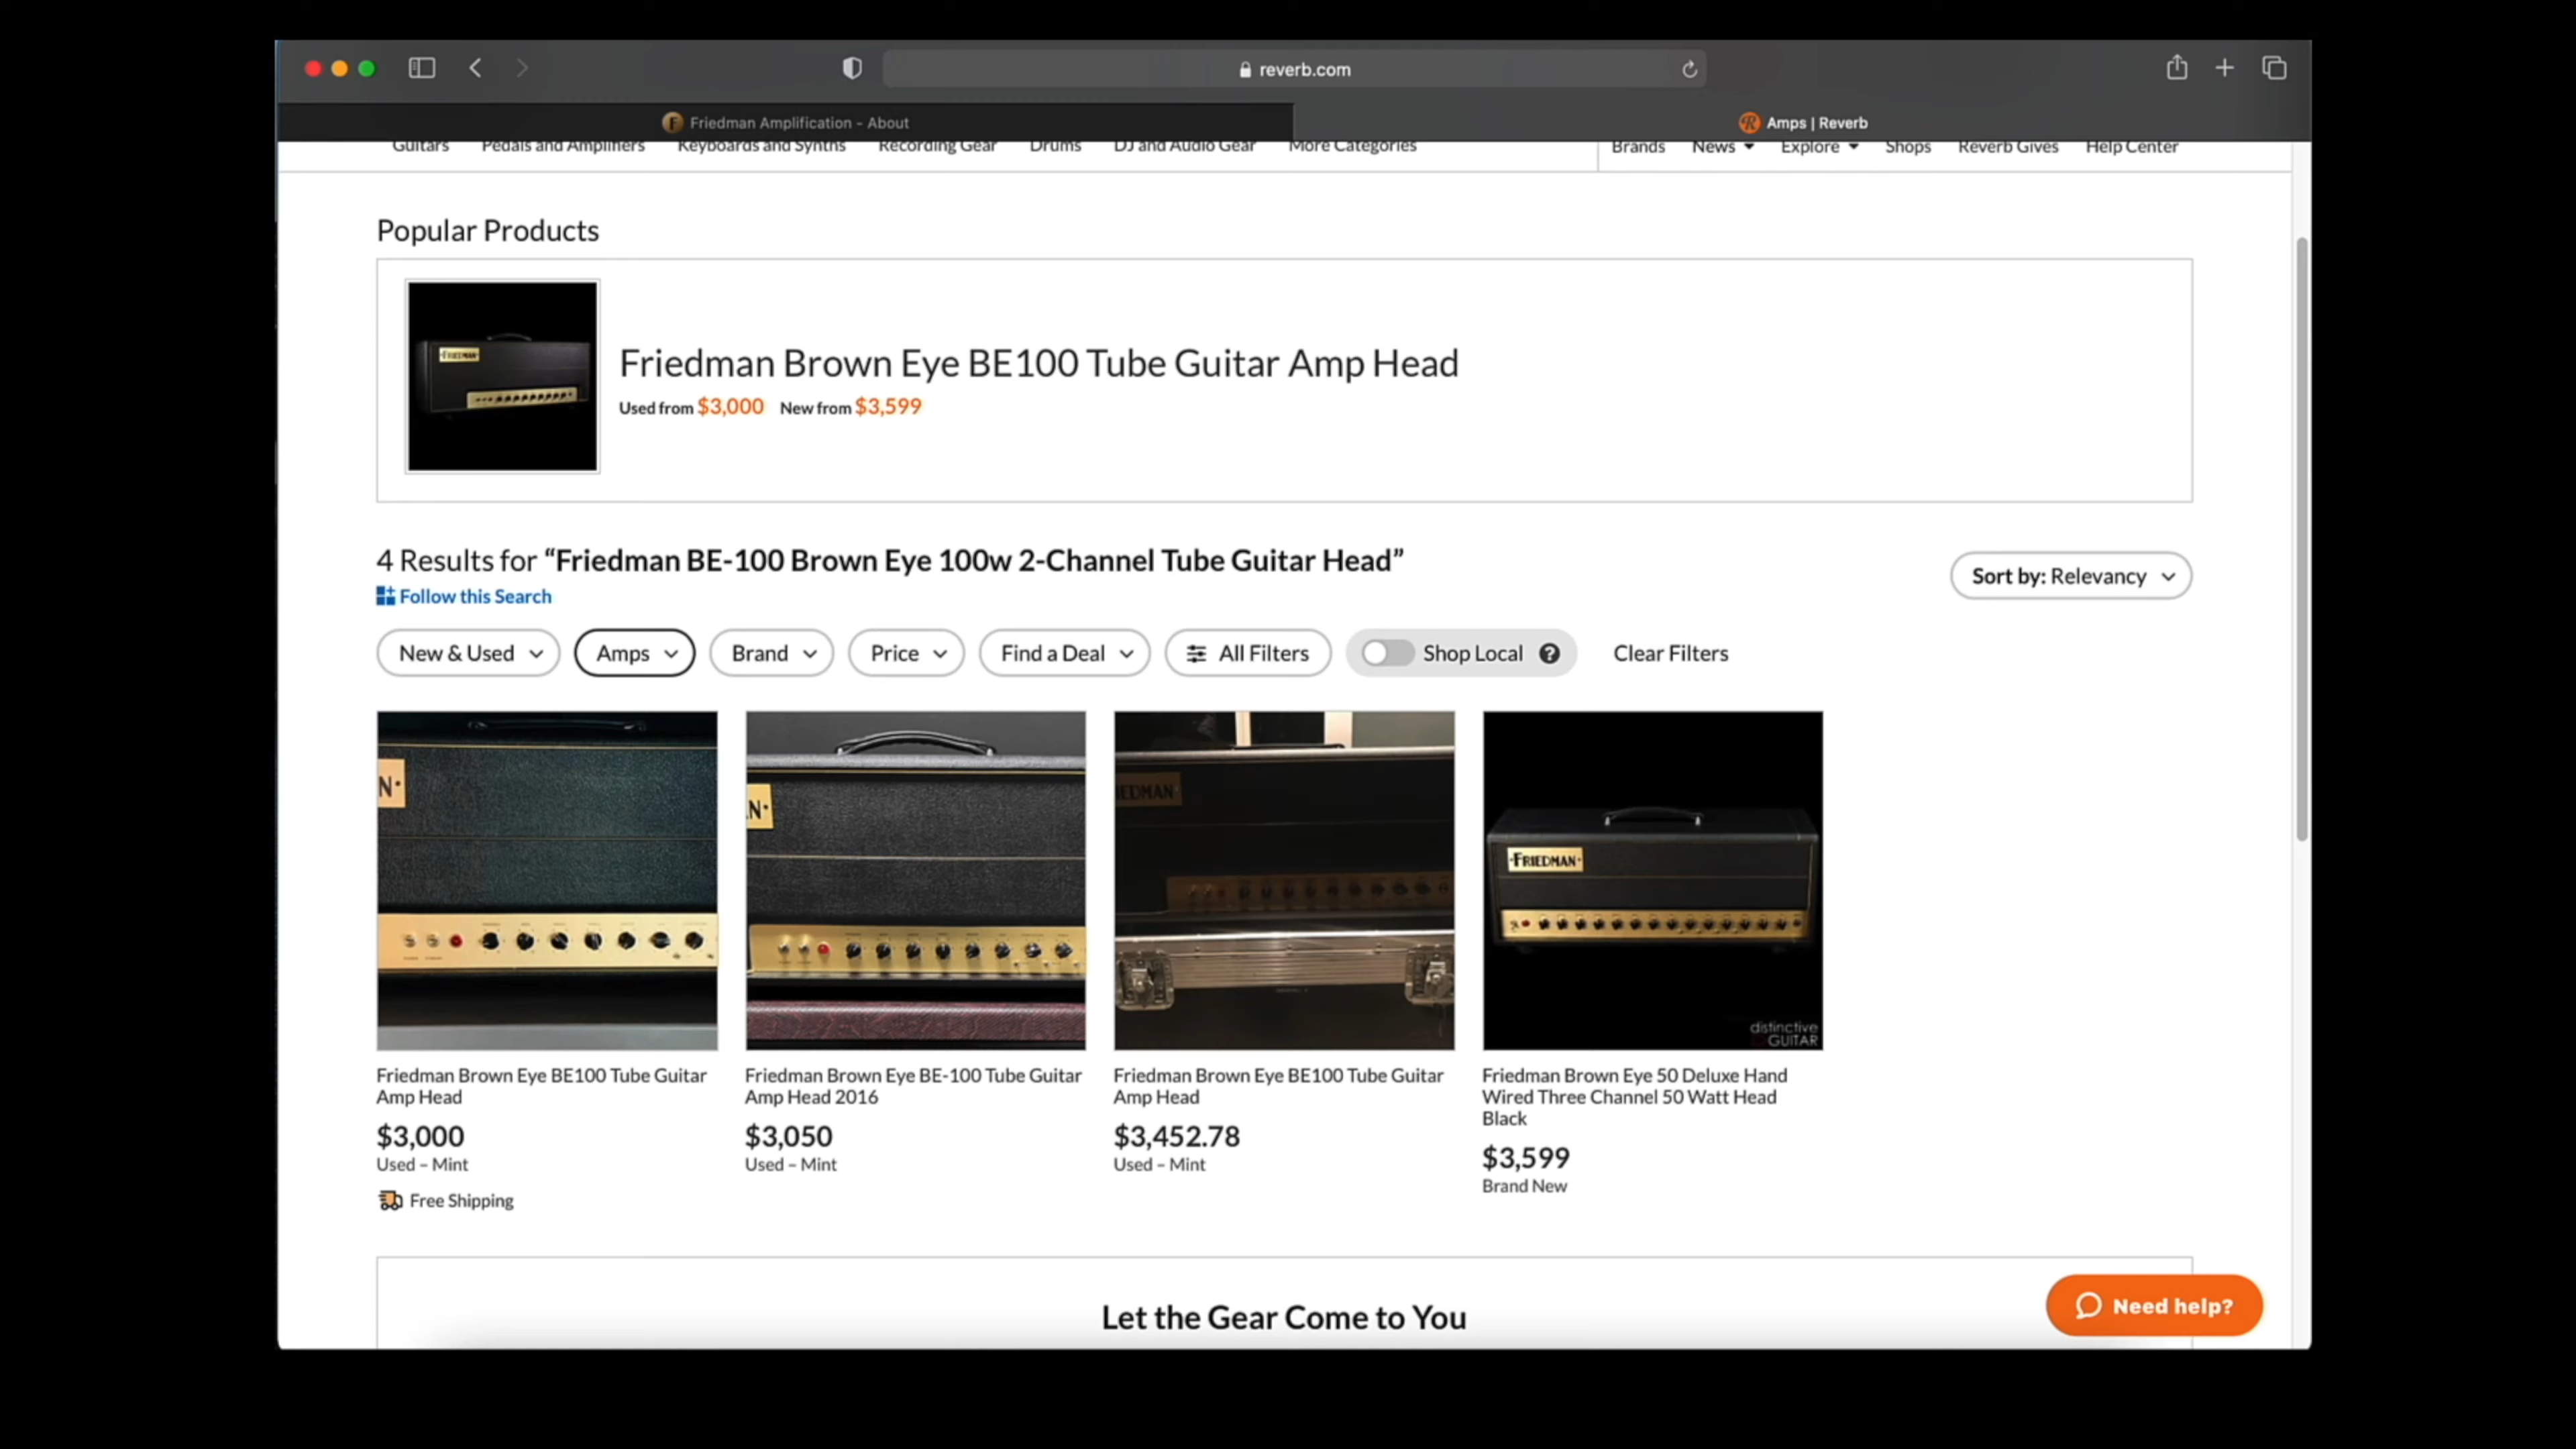 reverb.com
Friedman Amplification – About
Amps | Reverb
Guitars Pedals and Amplifiers Keyboards and Synths Recording Gear Drums DJ and Audio Gear More Categories
Brands News Explore Shops Reverb Gives Help Center
Popular Products
FRIEDMAN
Friedman Brown Eye BE100 Tube Guitar Amp Head
Used from $3,000 New from $3,599
4 Results for “Friedman BE-100 Brown Eye 100w 2-Channel Tube Guitar Head”
Follow this Search
Sort by: Relevancy
New & Used
Amps
Brand
Price
Find a Deal
All Filters
Shop Local ?
Clear Filters
N·
N·
EDMAN·
·FRIEDMAN·
distinctive
GUITAR
Friedman Brown Eye BE100 Tube Guitar
Amp Head
$3,000
Used – Mint
Free Shipping
Friedman Brown Eye BE-100 Tube Guitar
Amp Head 2016
$3,050
Used – Mint
Friedman Brown Eye BE100 Tube Guitar
Amp Head
$3,452.78
Used – Mint
Friedman Brown Eye 50 Deluxe Hand
Wired Three Channel 50 Watt Head
Black
$3,599
Brand New
Let the Gear Come to You
Need help?